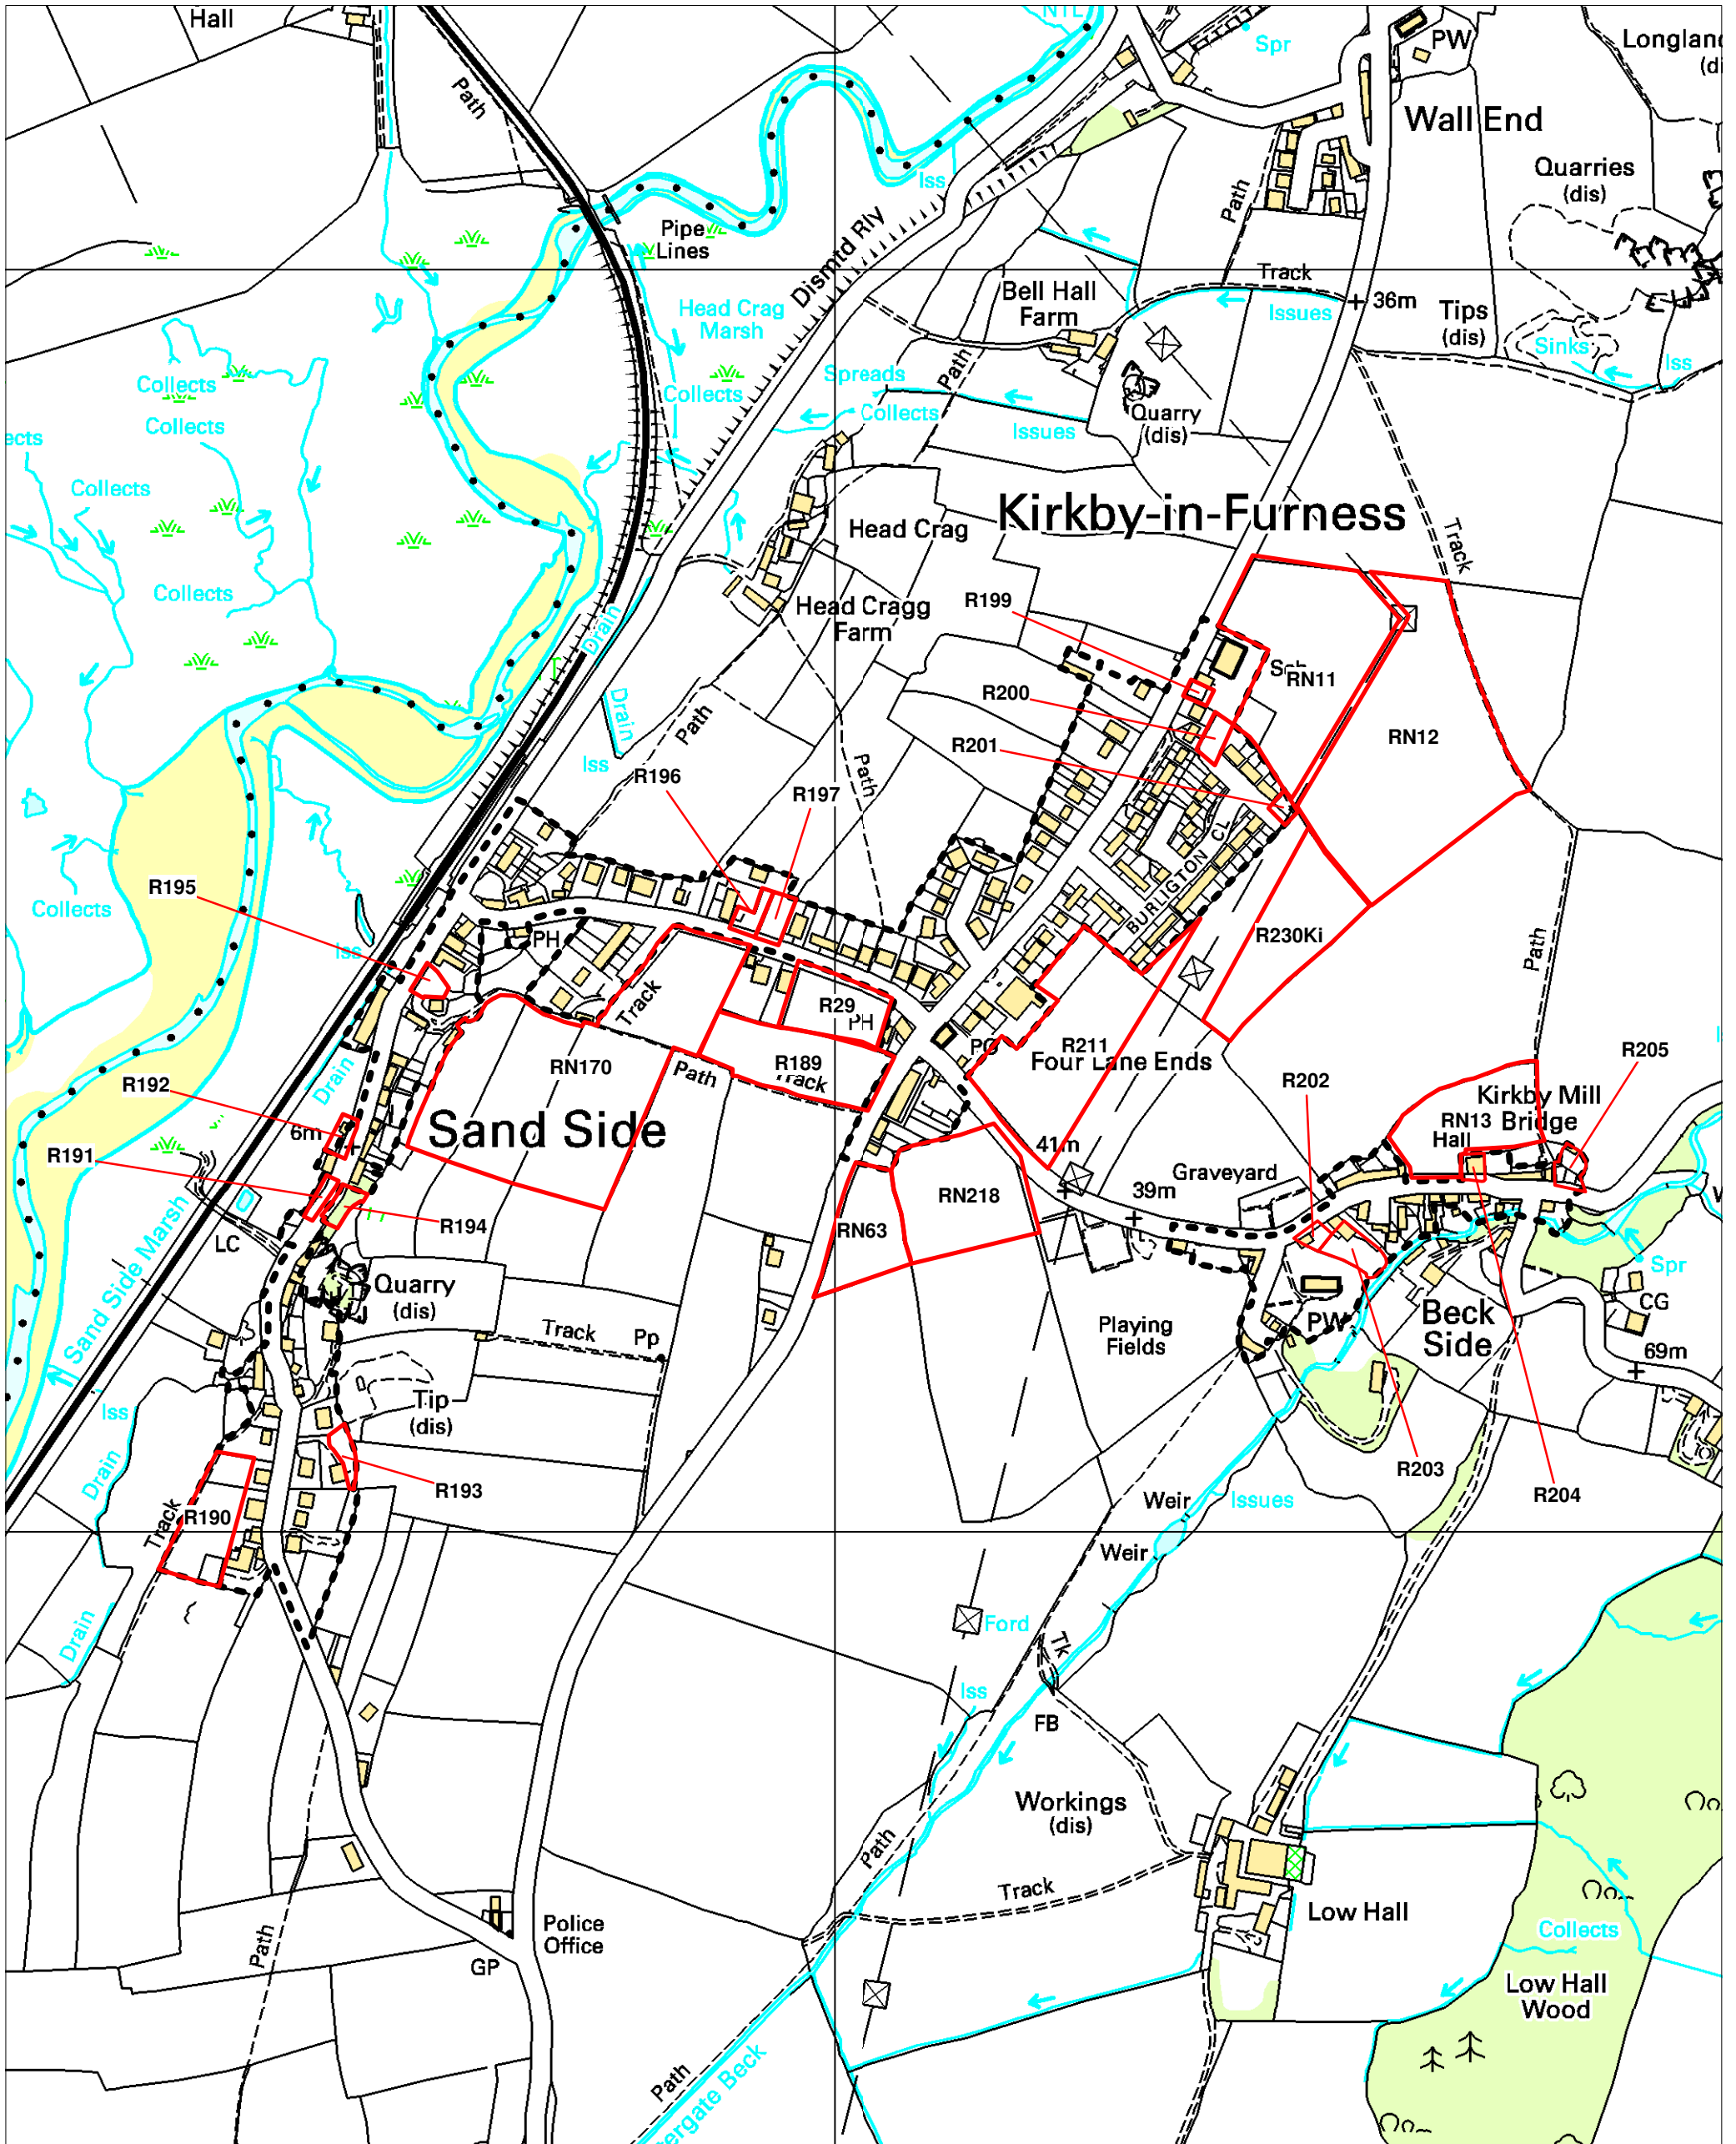 Hall
NTL
Spr
PW
Wall End
Path
Quarries
(dis)
Iss
Path
Pipe
Lines
Dismtd Rly
Track
Head Crag
Marsh
Bell Hall
Farm
36m
Issues
Tips
(dis)
Sinks
Iss
Collects
Spreads
Path
Collects
Collects
Issues
Quarry
(dis)
Collects
Collects
Kirkby-in-Furness
Head Crag
Track
Collects
R199
Head Cragg
Farm
Drain
RN11
R200
Drain
Path
R201
RN12
Iss
R196
Path
R197
BURLINGTON CL
R195
Collects
PH
Iss
R230Ki
Path
Track
R29
PH
PO
R211
Four Lane Ends
RN170
Path
R189
Track
R205
R202
Drain
R192
Kirkby Mill
Bridge
RN13
Hall
Sand Side
6m
41m
R191
Graveyard
39m
RN218
R194
RN63
LC
Sand Side Marsh
Spr
Quarry
(dis)
CG
Beck
Side
PW
Track
Pp
Playing
Fields
69m
Iss
Tip
(dis)
R203
Drain
R193
R204
Weir
Issues
R190
Track
Weir
Drain
Ford
Tk
Iss
FB
Workings
(dis)
Path
Track
Low Hall
Police
Office
Path
Collects
GP
Low Hall
Wood
Path